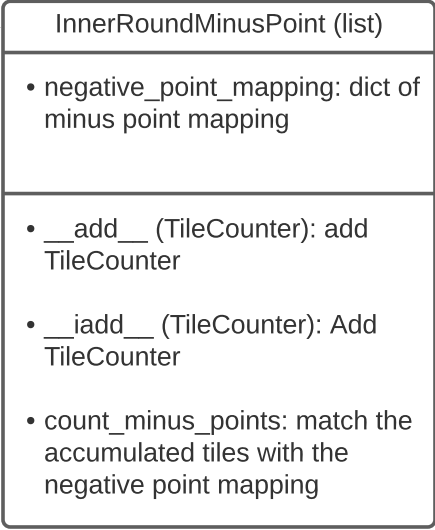 InnerRoundMinusPoint (list)
• negative_point_mapping: dict of
minus point mapping
• __add__ (TileCounter): add
TileCounter
• __iadd__ (TileCounter): Add
TileCounter
• count_minus_points: match the
accumulated tiles with the
negative point mapping